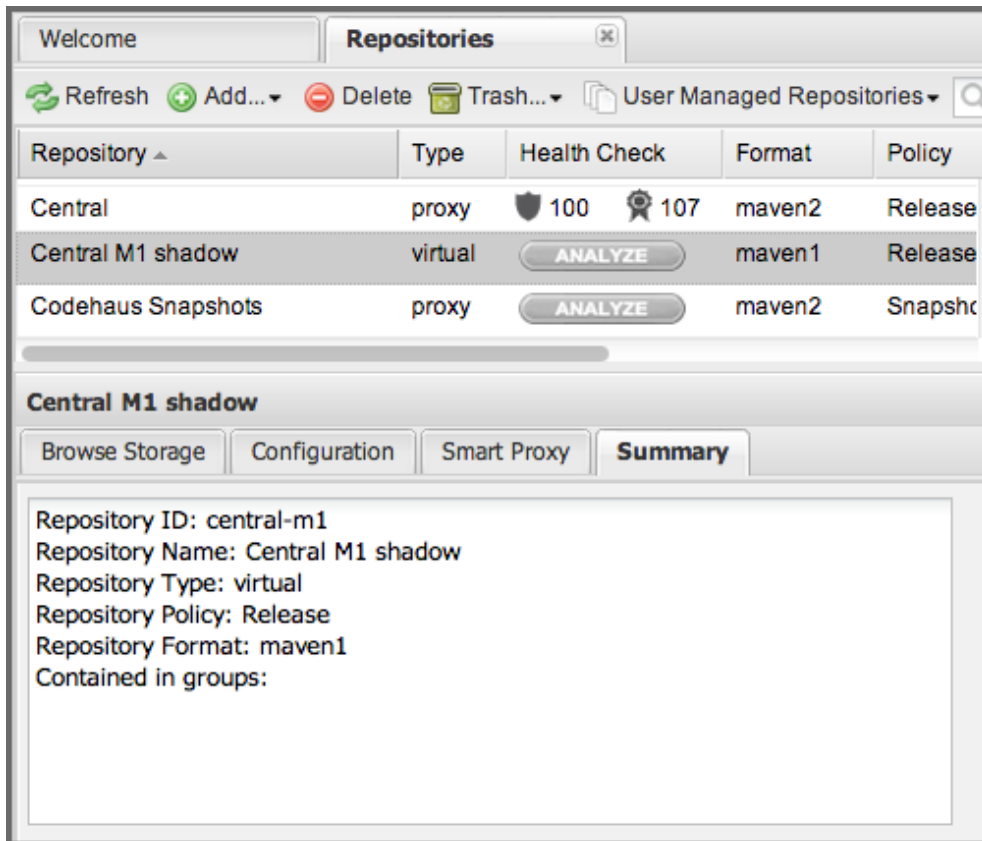 Welcome Repositories
Refresh Add... Delete Trash... User Managed Repositories
Repository Type Health Check Format Policy
Central proxy 100 107 maven2 Release
Central M1 shadow virtual ANALYZE maven1 Release
Codehaus Snapshots proxy ANALYZE maven2 Snapsho
Central M1 shadow
Browse Storage Configuration Smart Proxy Summary
Repository ID: central-m1
Repository Name: Central M1 shadow
Repository Type: virtual
Repository Policy: Release
Repository Format: maven1
Contained in groups: